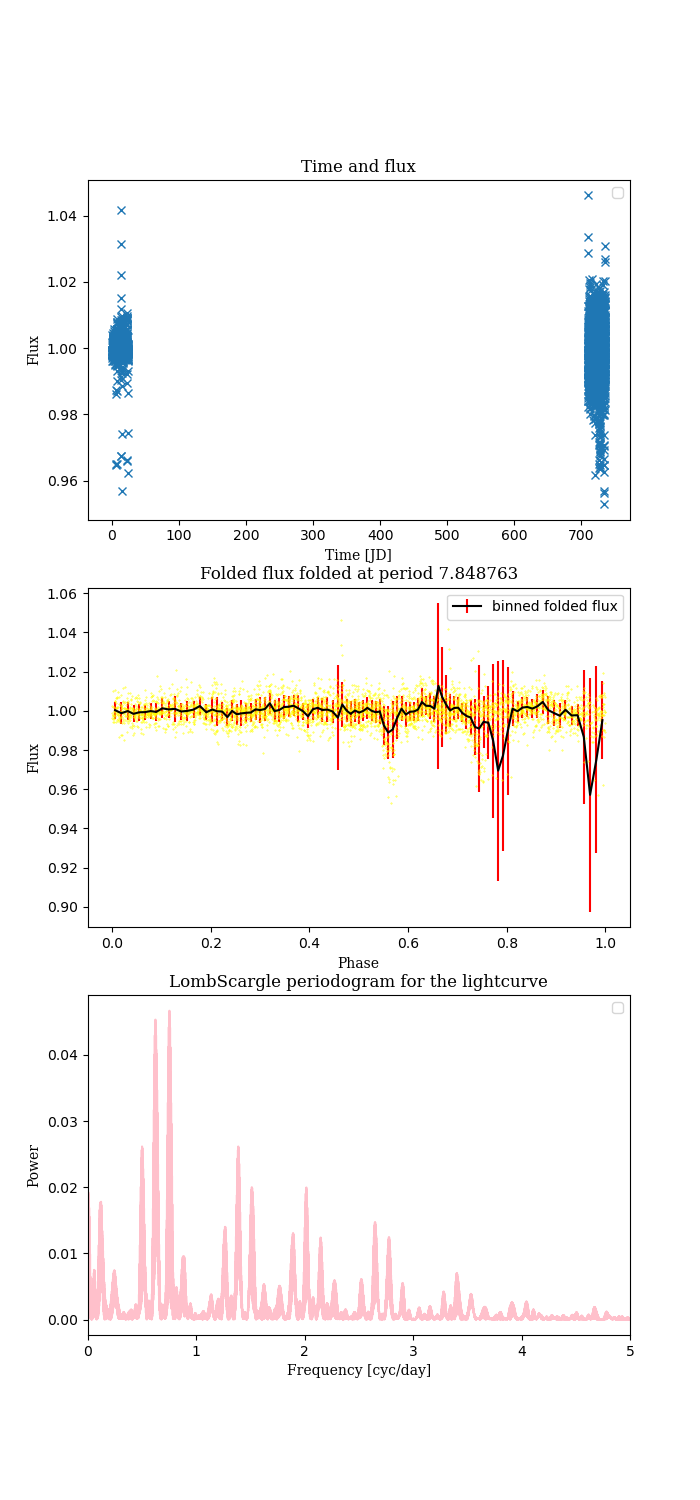 Time and flux
1.04
1.02
1.00
0.98
0.96
Flux
0 100 200 300 400 500 600 700
Time [JD]
Folded flux folded at period 7.848763
binned folded flux
1.06
1.04
1.02
1.00
0.98
0.96
0.94
0.92
0.90
Flux
0.0 0.2 0.4 0.6 0.8 1.0
Phase
LombScargle periodogram for the lightcurve
0.04
0.03
0.02
0.01
0.00
Power
0 1 2 3 4 5
Frequency [cyc/day]